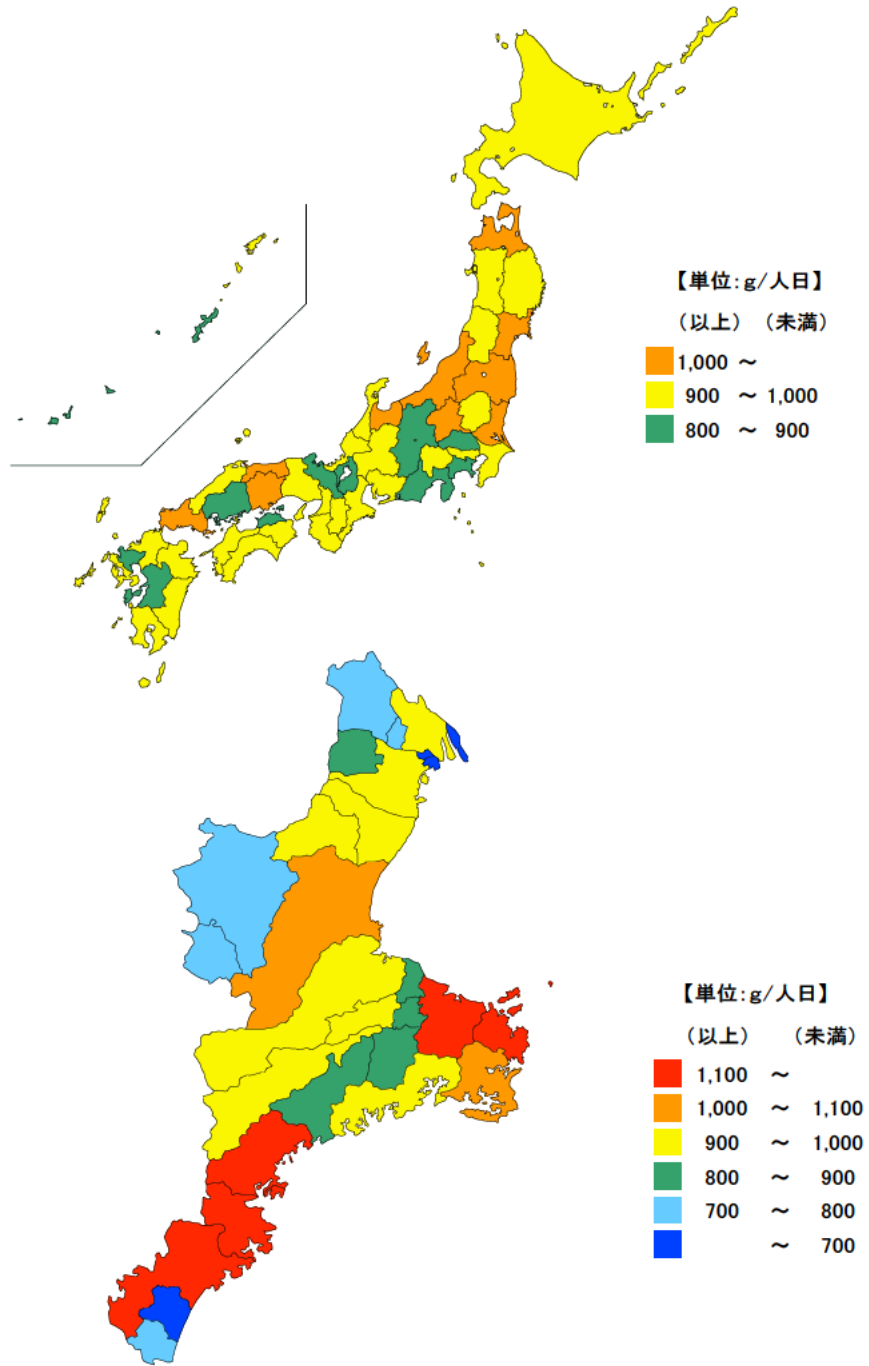 【単位:g/人日】
(以上) (未満)
1,000 ~
900 ~ 1,000
800 ~ 900
【単位:g/人日】
(以上) (未満)
1,100 ~
1,000 ~ 1,100
900 ~ 1,000
800 ~ 900
700 ~ 800
~ 700